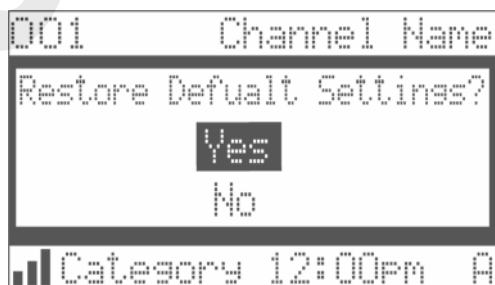 001 Channel Name
Restore Defualt Settings?
Yes
No
Category 12:00pm A